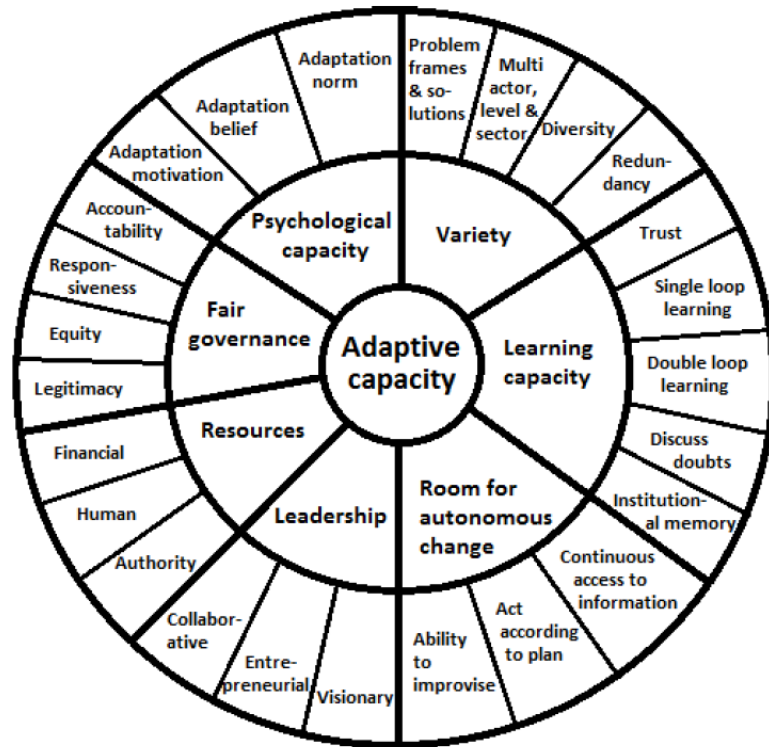 Adaptive
capacity
Variety
Problem
frames
& so-
lutions
Multi
actor,
level &
sector
Diversity
Redun-
dancy
Learning
capacity
Trust
Single loop
learning
Double loop
learning
Discuss
doubts
Institution-
al memory
Room for
autonomous
change
Continuous
access to
information
Act
according
to plan
Ability
to
improvise
Leadership
Visionary
Entre-
preneurial
Collabor-
ative
Resources
Authority
Human
Financial
Fair
governance
Legitimacy
Equity
Respon-
siveness
Accoun-
tability
Psychological
capacity
Adaptation
motivation
Adaptation
belief
Adaptation
norm